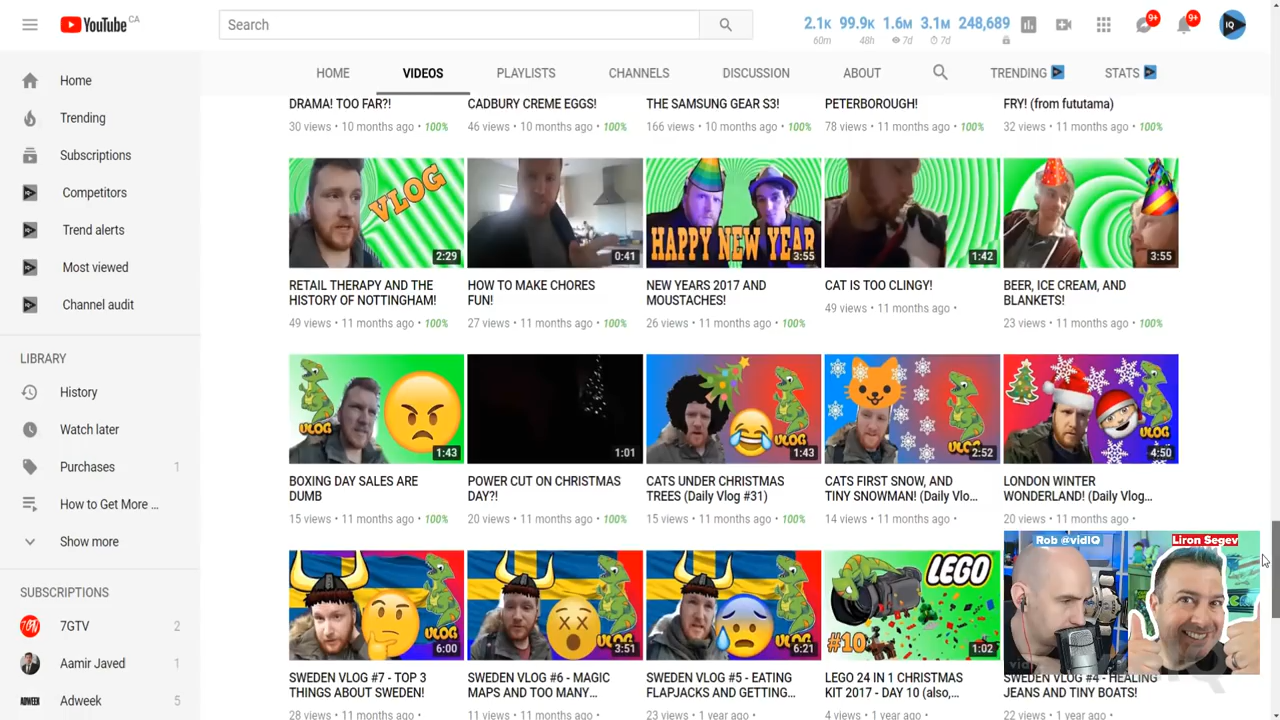 YouTube CA
Search
2.1k 99.9k 1.6M 3.1M 248,689
60m 48h 7d 7d
9+ 9+
IQ
Home
Trending
Subscriptions
Competitors
Trend alerts
Most viewed
Channel audit
LIBRARY
History
Watch later
Purchases 1
How to Get More ...
Show more
SUBSCRIPTIONS
7GTV 2
Aamir Javed 1
Adweek 5
HOME VIDEOS PLAYLISTS CHANNELS DISCUSSION ABOUT TRENDING STATS
DRAMA! TOO FAR?! CADBURY CREME EGGS! THE SAMSUNG GEAR S3! PETERBOROUGH! FRY! (from fututama)
30 views • 10 months ago • 100% 46 views • 10 months ago • 100% 166 views • 10 months ago • 100% 78 views • 11 months ago • 100% 32 views • 11 months ago • 100%
VLOG HAPPY NEW YEAR
2:29 0:41 3:55 1:42 3:55
RETAIL THERAPY AND THE HOW TO MAKE CHORES NEW YEARS 2017 AND CAT IS TOO CLINGY! BEER, ICE CREAM, AND
HISTORY OF NOTTINGHAM! FUN! MOUSTACHES! BLANKETS!
49 views • 11 months ago • 100% 27 views • 11 months ago • 100% 26 views • 11 months ago • 100% 49 views • 11 months ago • 23 views • 11 months ago • 100%
VLOG VLOG VLOG VLOG
1:43 1:01 1:43 2:52 4:50
BOXING DAY SALES ARE POWER CUT ON CHRISTMAS CATS UNDER CHRISTMAS CATS FIRST SNOW, AND LONDON WINTER
DUMB DAY?! TREES (Daily Vlog #31) TINY SNOWMAN! (Daily Vlo... WONDERLAND! (Daily Vlog...
15 views • 11 months ago • 100% 20 views • 11 months ago • 100% 15 views • 11 months ago • 100% 14 views • 11 months ago • 20 views • 11 months ago •
Rob @vidIQ Liron Segev
VLOG VLOG VLOG LEGO
#10
6:00 3:51 6:21 1:02
SWEDEN VLOG #7 - TOP 3 SWEDEN VLOG #6 - MAGIC SWEDEN VLOG #5 - EATING LEGO 24 IN 1 CHRISTMAS SWEDEN VLOG #4 - HEALING
THINGS ABOUT SWEDEN! MAPS AND TOO MANY... FLAPJACKS AND GETTING... KIT 2017 - DAY 10 (also,... JEANS AND TINY BOATS!
28 views • 11 months ago 11 views • 11 months ago 23 views • 1 year ago 4 views • 1 year ago 22 views • 1 year ago